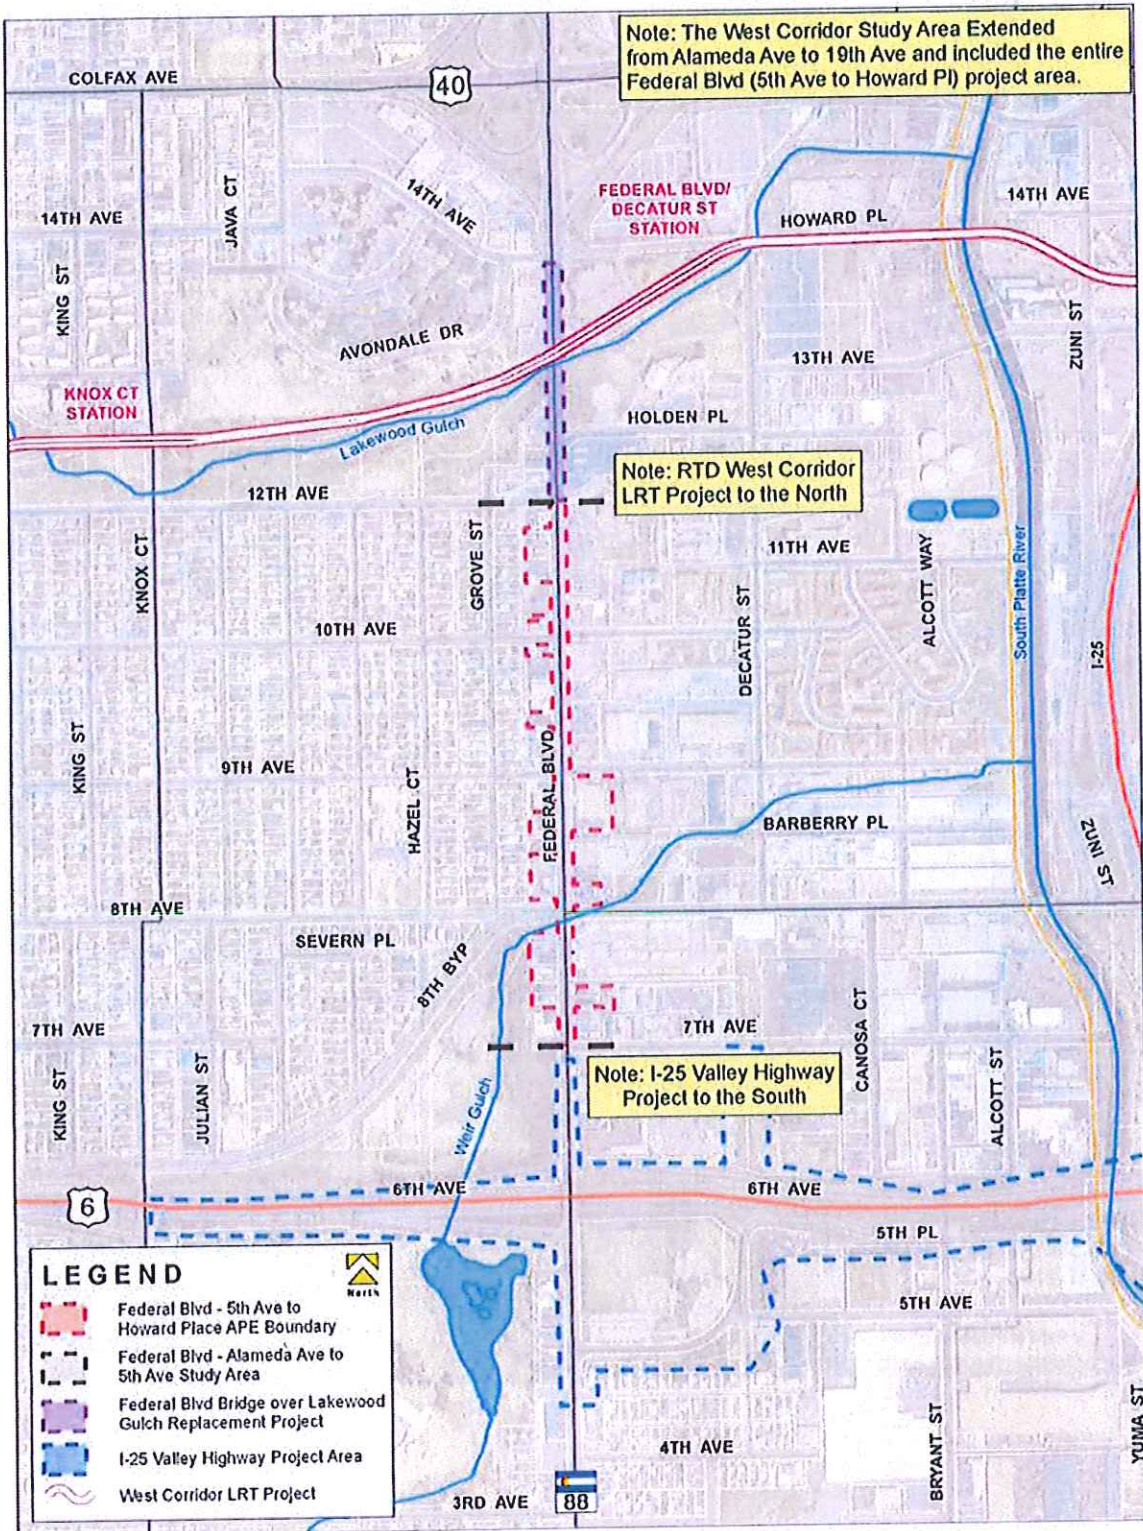 Note: The West Corridor Study Area Extended
from Alameda Ave to 19th Ave and included the entire
Federal Blvd (5th Ave to Howard Pl) project area.
COLFAX AVE
40
14TH AVE
JAVA CT
14TH AVE
FEDERAL BLVD/
DECATUR ST
STATION
HOWARD PL
14TH AVE
KING ST
ZUNI ST
AVONDALE DR
13TH AVE
KNOX CT
STATION
Lakewood Gulch
HOLDEN PL
12TH AVE
Note: RTD West Corridor
LRT Project to the North
KNOX CT
GROVE ST
11TH AVE
ALCOTT WAY
South Platte River
10TH AVE
DECATUR ST
I-25
KING ST
9TH AVE
HAZEL CT
FEDERAL BLVD
BARBERRY PL
ZUNI ST
8TH AVE
SEVERN PL
8TH BYP
7TH AVE
7TH AVE
CANOSA CT
KING ST
JULIAN ST
Weir Gulch
Note: I-25 Valley Highway
Project to the South
ALCOTT ST
6
6TH AVE
6TH AVE
5TH PL
5TH AVE
LEGEND
North
Federal Blvd - 5th Ave to
Howard Place APE Boundary
Federal Blvd - Alameda Ave to
5th Ave Study Area
Federal Blvd Bridge over Lakewood
Gulch Replacement Project
I-25 Valley Highway Project Area
West Corridor LRT Project
4TH AVE
BRYANT ST
YUMA ST
3RD AVE
88